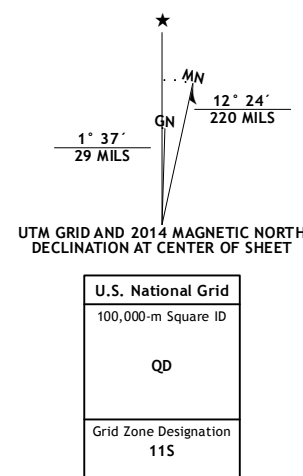 ★
MN
GN
12° 24´
220 MILS
1° 37´
29 MILS
UTM GRID AND 2014 MAGNETIC NORTH
DECLINATION AT CENTER OF SHEET
U.S. National Grid
100,000-m Square ID
QD
Grid Zone Designation
11S